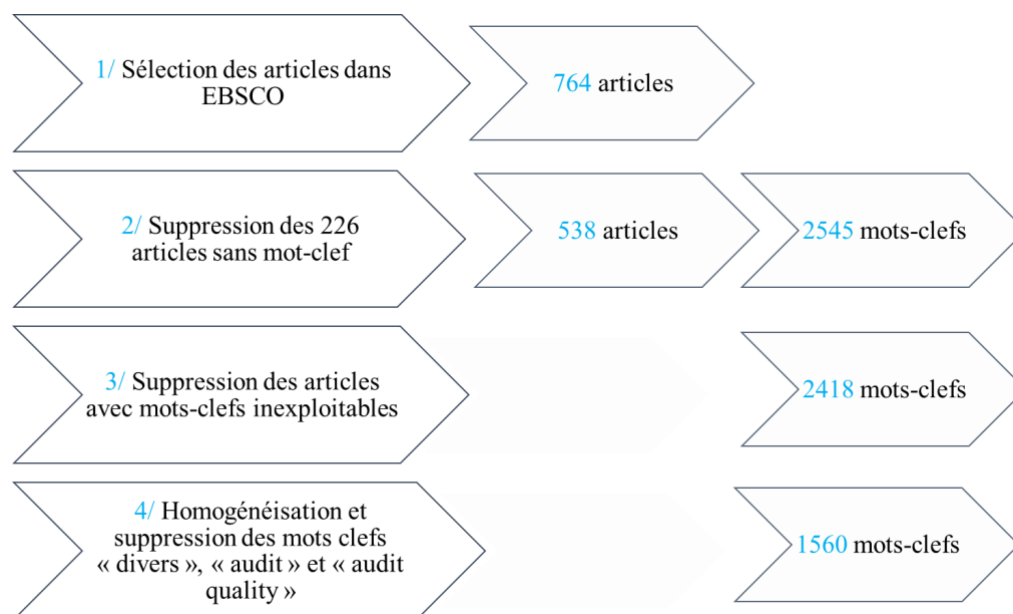 1/ Sélection des articles dans
EBSCO
764 articles
2/ Suppression des 226
articles sans mot-clef
538 articles
2545 mots-clefs
3/ Suppression des articles
avec mots-clefs inexploitables
2418 mots-clefs
4/ Homogénéisation et
suppression des mots clefs
« divers », « audit » et « audit
quality »
1560 mots-clefs